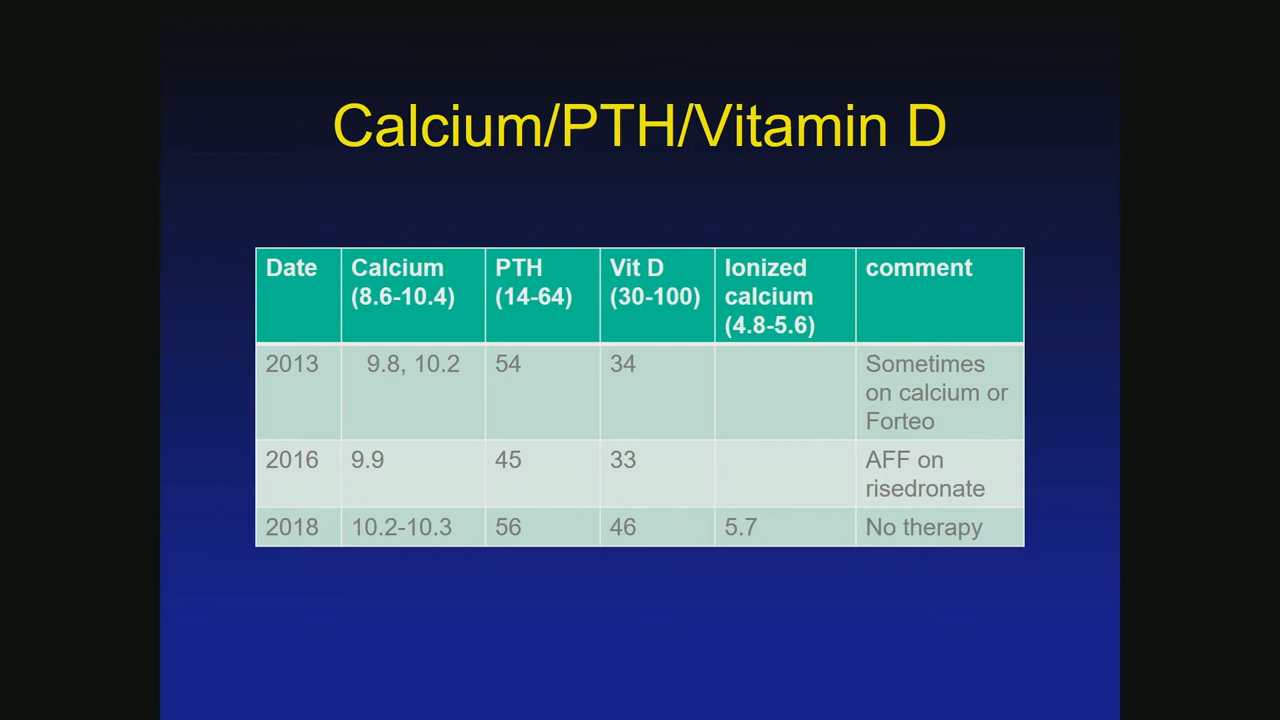 Calcium/PTH/Vitamin D
Date Calcium (8.6-10.4) PTH (14-64) Vit D (30-100) Ionized calcium (4.8-5.6) comment
2013 9.8, 10.2 54 34 Sometimes on calcium or Forteo
2016 9.9 45 33 AFF on risedronate
2018 10.2-10.3 56 46 5.7 No therapy